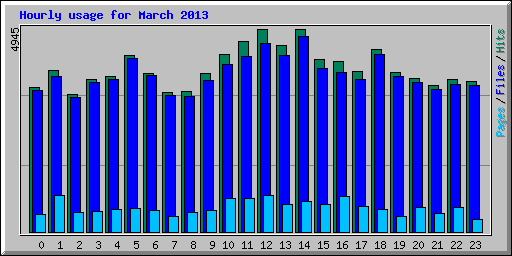 Hourly usage for March 2013
4945
Pages/Files/Hits
0 1 2 3 4 5 6 7 8 9 10 11 12 13 14 15 16 17 18 19 20 21 22 23